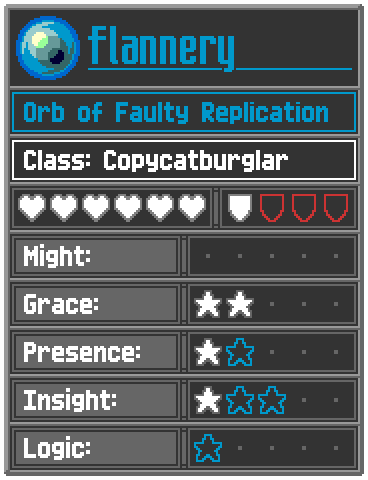 flannery
Orb of Faulty Replication
Class: Copycatburglar
Might:
Grace:
Presence:
Insight:
Logic: